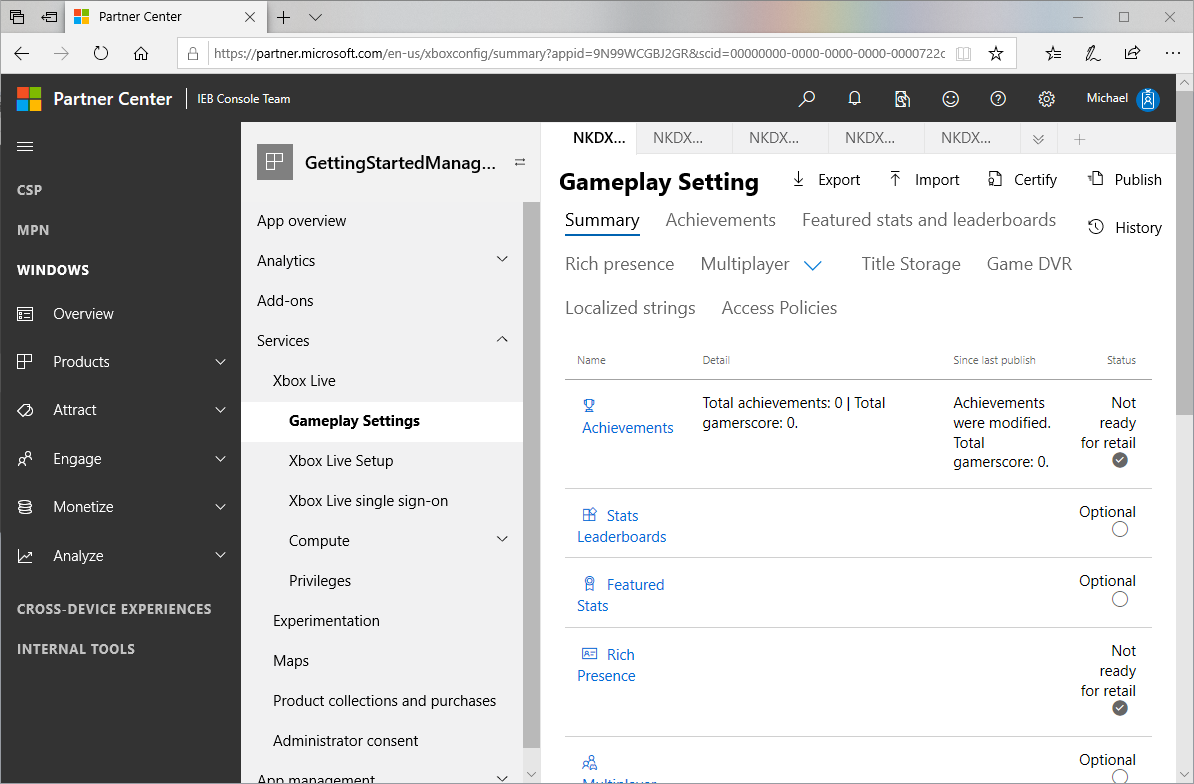 Partner Center
https://partner.microsoft.com/en-us/xboxconfig/summary?appid=9N99WCGBJ2GR&scid=00000000-0000-0000-0000-0000722c
Partner Center
IEB Console Team
Michael
CSP
MPN
WINDOWS
Overview
Products
Attract
Engage
Monetize
Analyze
CROSS-DEVICE EXPERIENCES
INTERNAL TOOLS
GettingStartedManag...
App overview
Analytics
Add-ons
Services
Xbox Live
Gameplay Settings
Xbox Live Setup
Xbox Live single sign-on
Compute
Privileges
Experimentation
Maps
Product collections and purchases
Administrator consent
App management
NKDX... NKDX... NKDX... NKDX... NKDX...
Gameplay Setting
Export Import Certify Publish
Summary Achievements Featured stats and leaderboards
History
Rich presence Multiplayer Title Storage Game DVR
Localized strings Access Policies
Name Detail Since last publish Status
Achievements
Total achievements: 0 | Total
gamerscore: 0.
Achievements
were modified.
Total
gamerscore: 0.
Not
ready
for retail
Stats
Leaderboards
Optional
Featured
Stats
Optional
Rich
Presence
Not
ready
for retail
Multiplayer
Optional